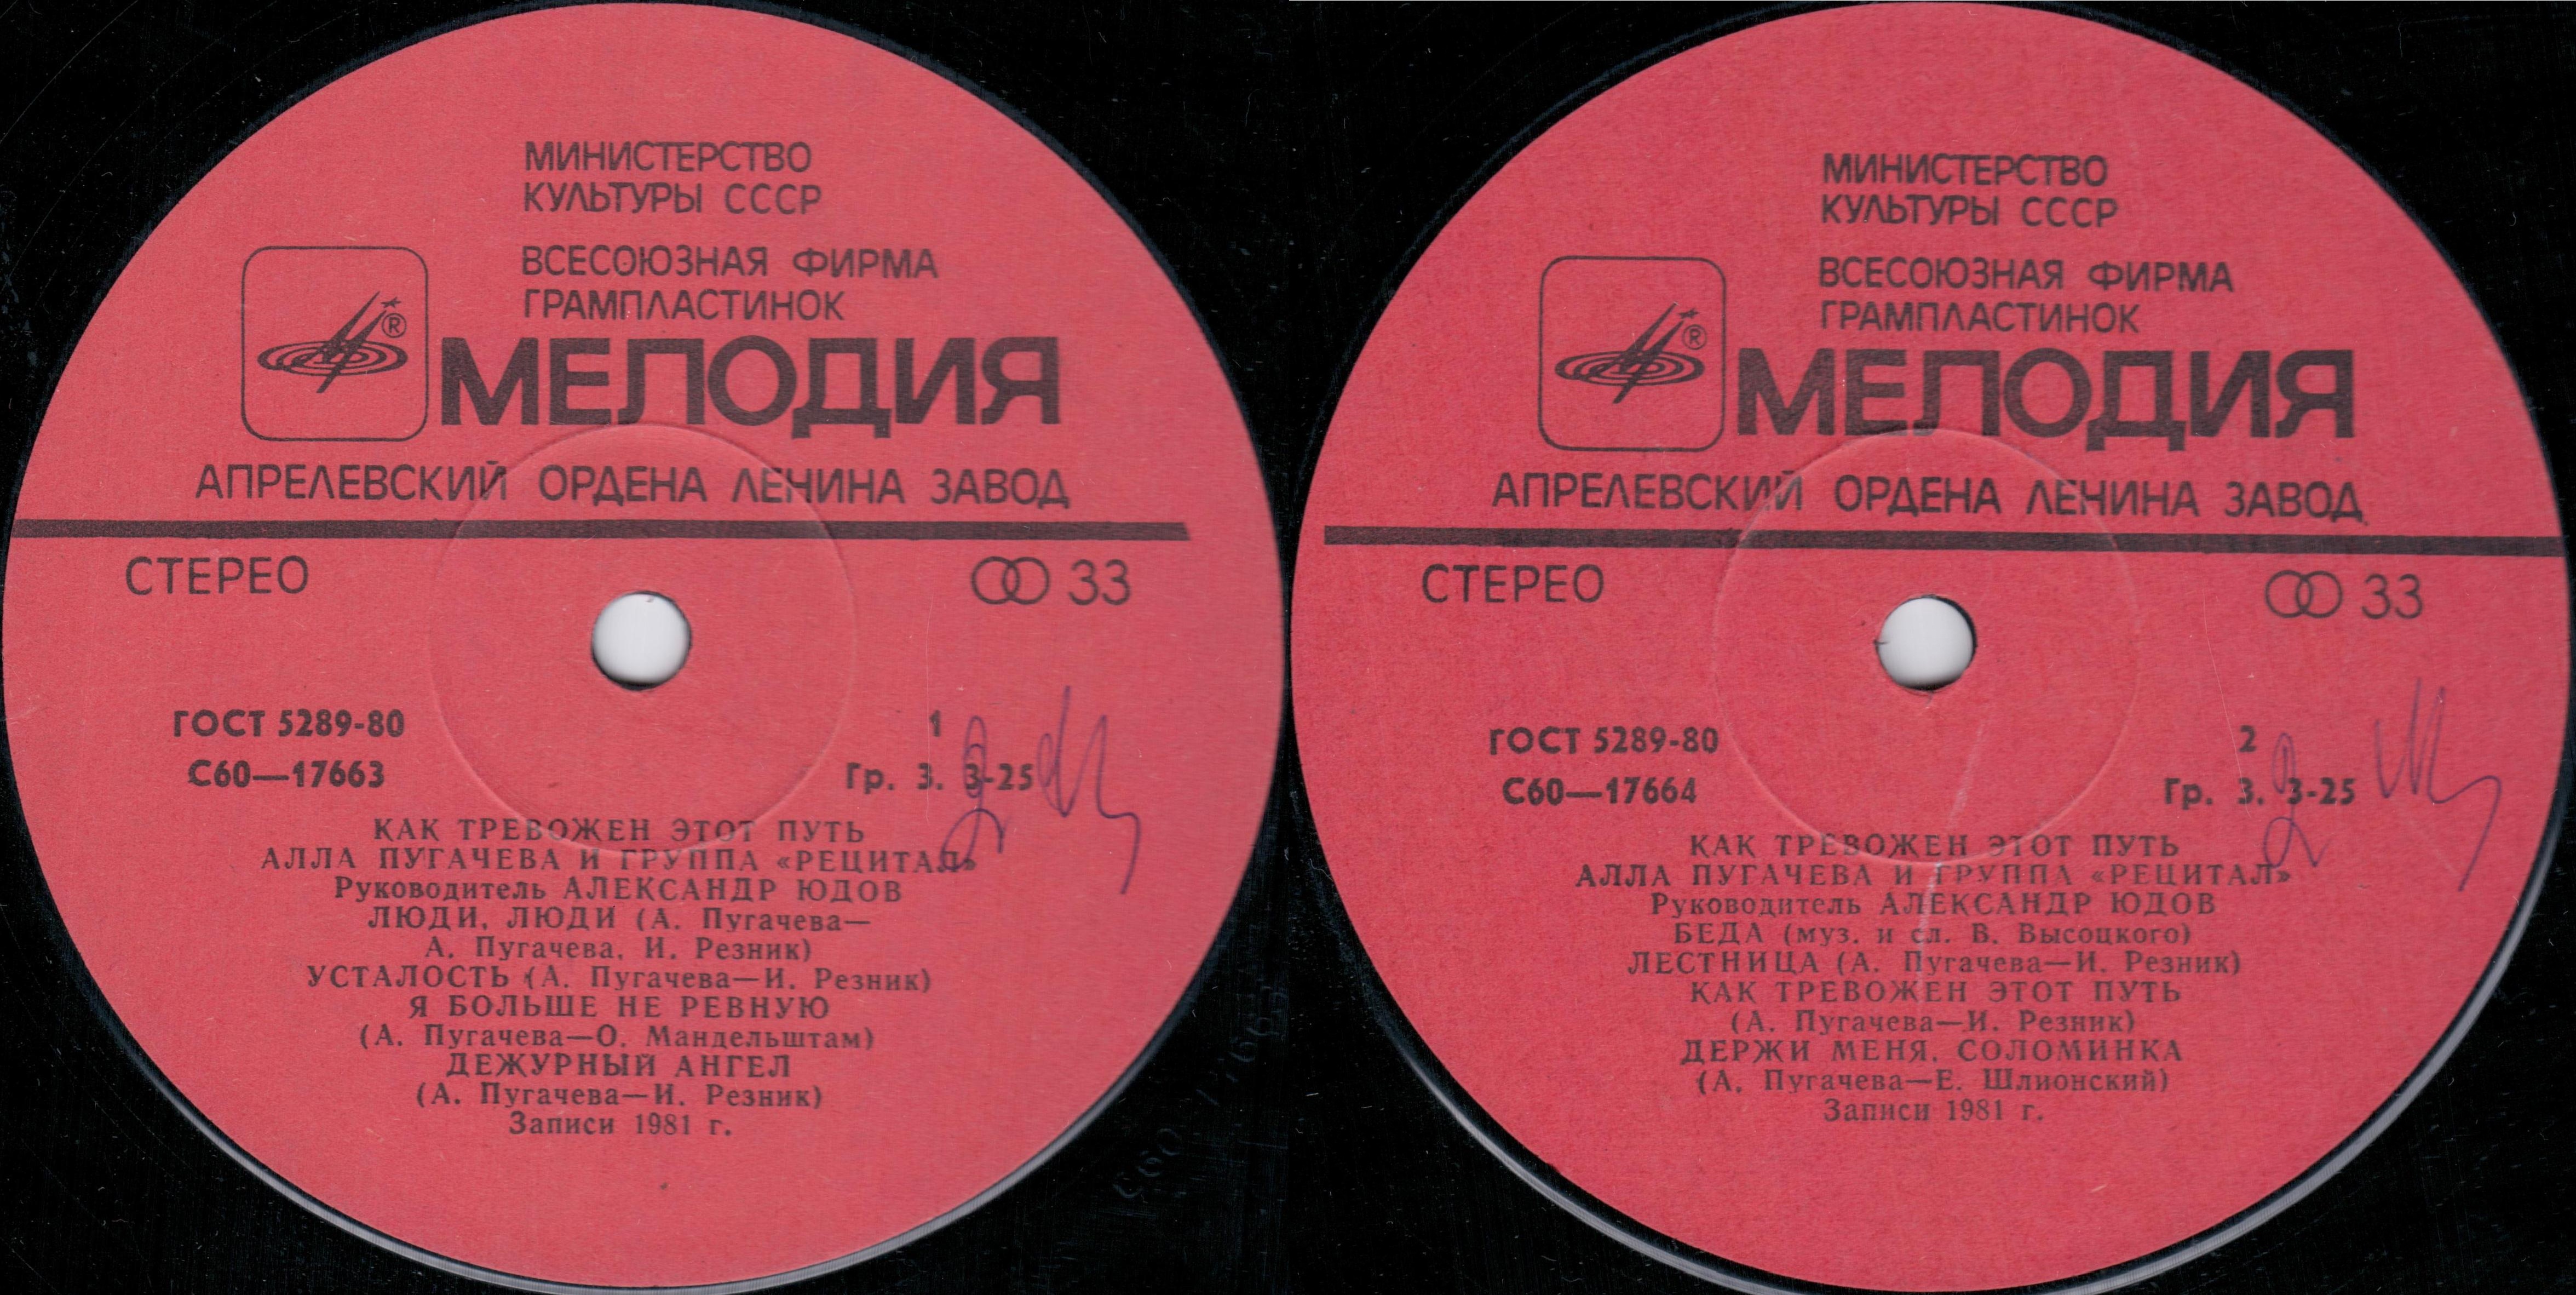 МИНИСТЕРСТВО
КУЛЬТУРЫ СССР
ВСЕСОЮЗНАЯ ФИРМА
ГРАМПЛАСТИНОК
®
МЕЛОДИЯ
АПРЕЛЕВСКИЙ ОРДЕНА ЛЕНИНА ЗАВОД
СТЕРЕО
33
ГОСТ 5289-80
1
С60—17663
Гр. 3. 3-25
КАК ТРЕВОЖЕН ЭТОТ ПУТЬ
АЛЛА ПУГАЧЕВА И ГРУППА «РЕЦИТАЛ»
Руководитель АЛЕКСАНДР ЮДОВ
ЛЮДИ, ЛЮДИ (А. Пугачева—
А. Пугачева, И. Резник)
УСТАЛОСТЬ (А. Пугачева—И. Резник)
Я БОЛЬШЕ НЕ РЕВНУЮ
(А. Пугачева—О. Мандельштам)
ДЕЖУРНЫЙ АНГЕЛ
(А. Пугачева—И. Резник)
Записи 1981 г.
МИНИСТЕРСТВО
КУЛЬТУРЫ СССР
ВСЕСОЮЗНАЯ ФИРМА
ГРАМПЛАСТИНОК
®
МЕЛОДИЯ
АПРЕЛЕВСКИЙ ОРДЕНА ЛЕНИНА ЗАВОД
СТЕРЕО
33
ГОСТ 5289-80
2
С60—17664
Гр. 3. 3-25
КАК ТРЕВОЖЕН ЭТОТ ПУТЬ
АЛЛА ПУГАЧЕВА И ГРУППА «РЕЦИТАЛ»
Руководитель АЛЕКСАНДР ЮДОВ
БЕДА (муз. и сл. В. Высоцкого)
ЛЕСТНИЦА (А. Пугачева—И. Резник)
КАК ТРЕВОЖЕН ЭТОТ ПУТЬ
(А. Пугачева—И. Резник)
ДЕРЖИ МЕНЯ, СОЛОМИНКА
(А. Пугачева—Е. Шлионский)
Записи 1981 г.